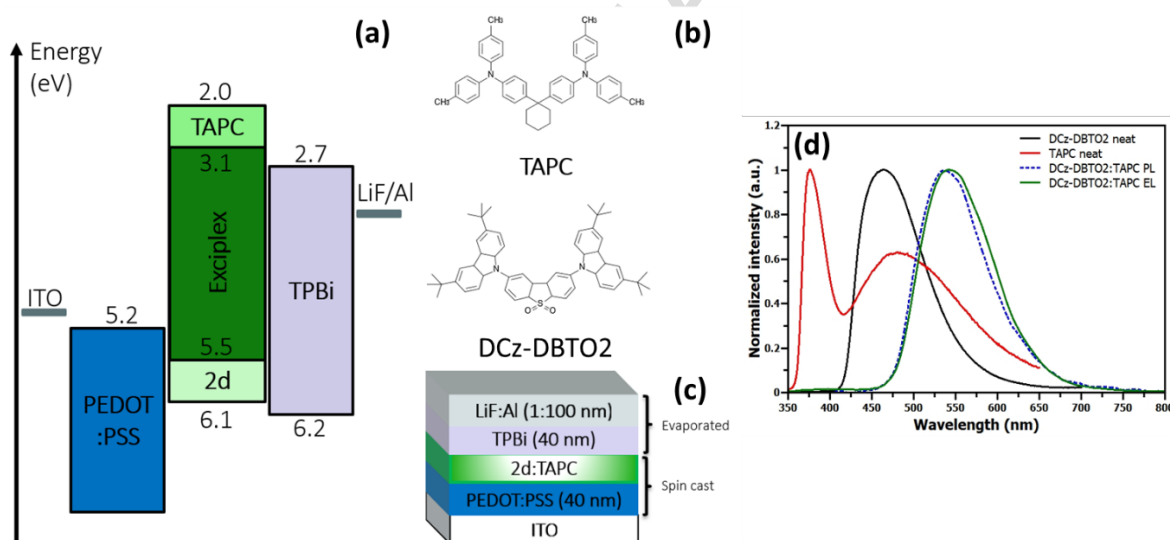 (a)
Energy
(eV)
2.0
TAPC
3.1
Exciplex
5.5
2d
6.1
2.7
TPBi
6.2
LiF/Al
ITO
5.2
PEDOT
:PSS
(b)
CH3
CH3
N
N
CH3
CH3
TAPC
N
N
S
O
O
DCz-DBTO2
(c)
LiF:Al (1:100 nm)
TPBi (40 nm)
Evaporated
2d:TAPC
PEDOT:PSS (40 nm)
Spin cast
ITO
(d)
DCz-DBTO2 neat
TAPC neat
DCz-DBTO2:TAPC PL
DCz-DBTO2:TAPC EL
Normalized intensity (a.u.)
1.2
1
0.8
0.6
0.4
0.2
0
350 400 450 500 550 600 650 700 750 800
Wavelength (nm)